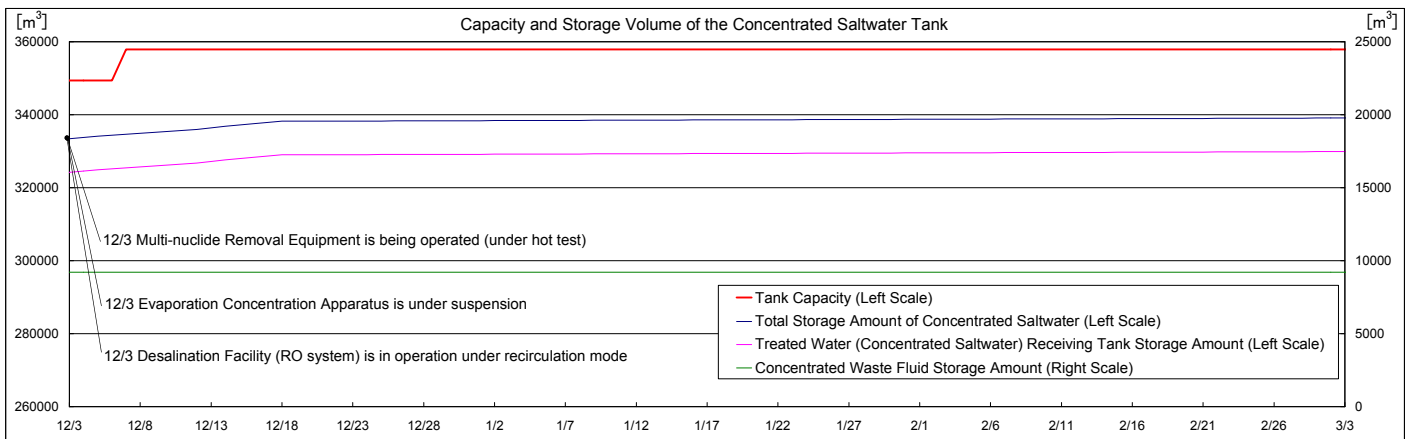 [m³]
Capacity and Storage Volume of the Concentrated Saltwater Tank
[m³]
360000
340000
320000
300000
280000
260000
25000
20000
15000
10000
5000
0
12/3 Multi-nuclide Removal Equipment is being operated (under hot test)
12/3 Evaporation Concentration Apparatus is under suspension
12/3 Desalination Facility (RO system) is in operation under recirculation mode
Tank Capacity (Left Scale)
Total Storage Amount of Concentrated Saltwater (Left Scale)
Treated Water (Concentrated Saltwater) Receiving Tank Storage Amount (Left Scale)
Concentrated Waste Fluid Storage Amount (Right Scale)
12/3 12/8 12/13 12/18 12/23 12/28 1/2 1/7 1/12 1/17 1/22 1/27 2/1 2/6 2/11 2/16 2/21 2/26 3/3